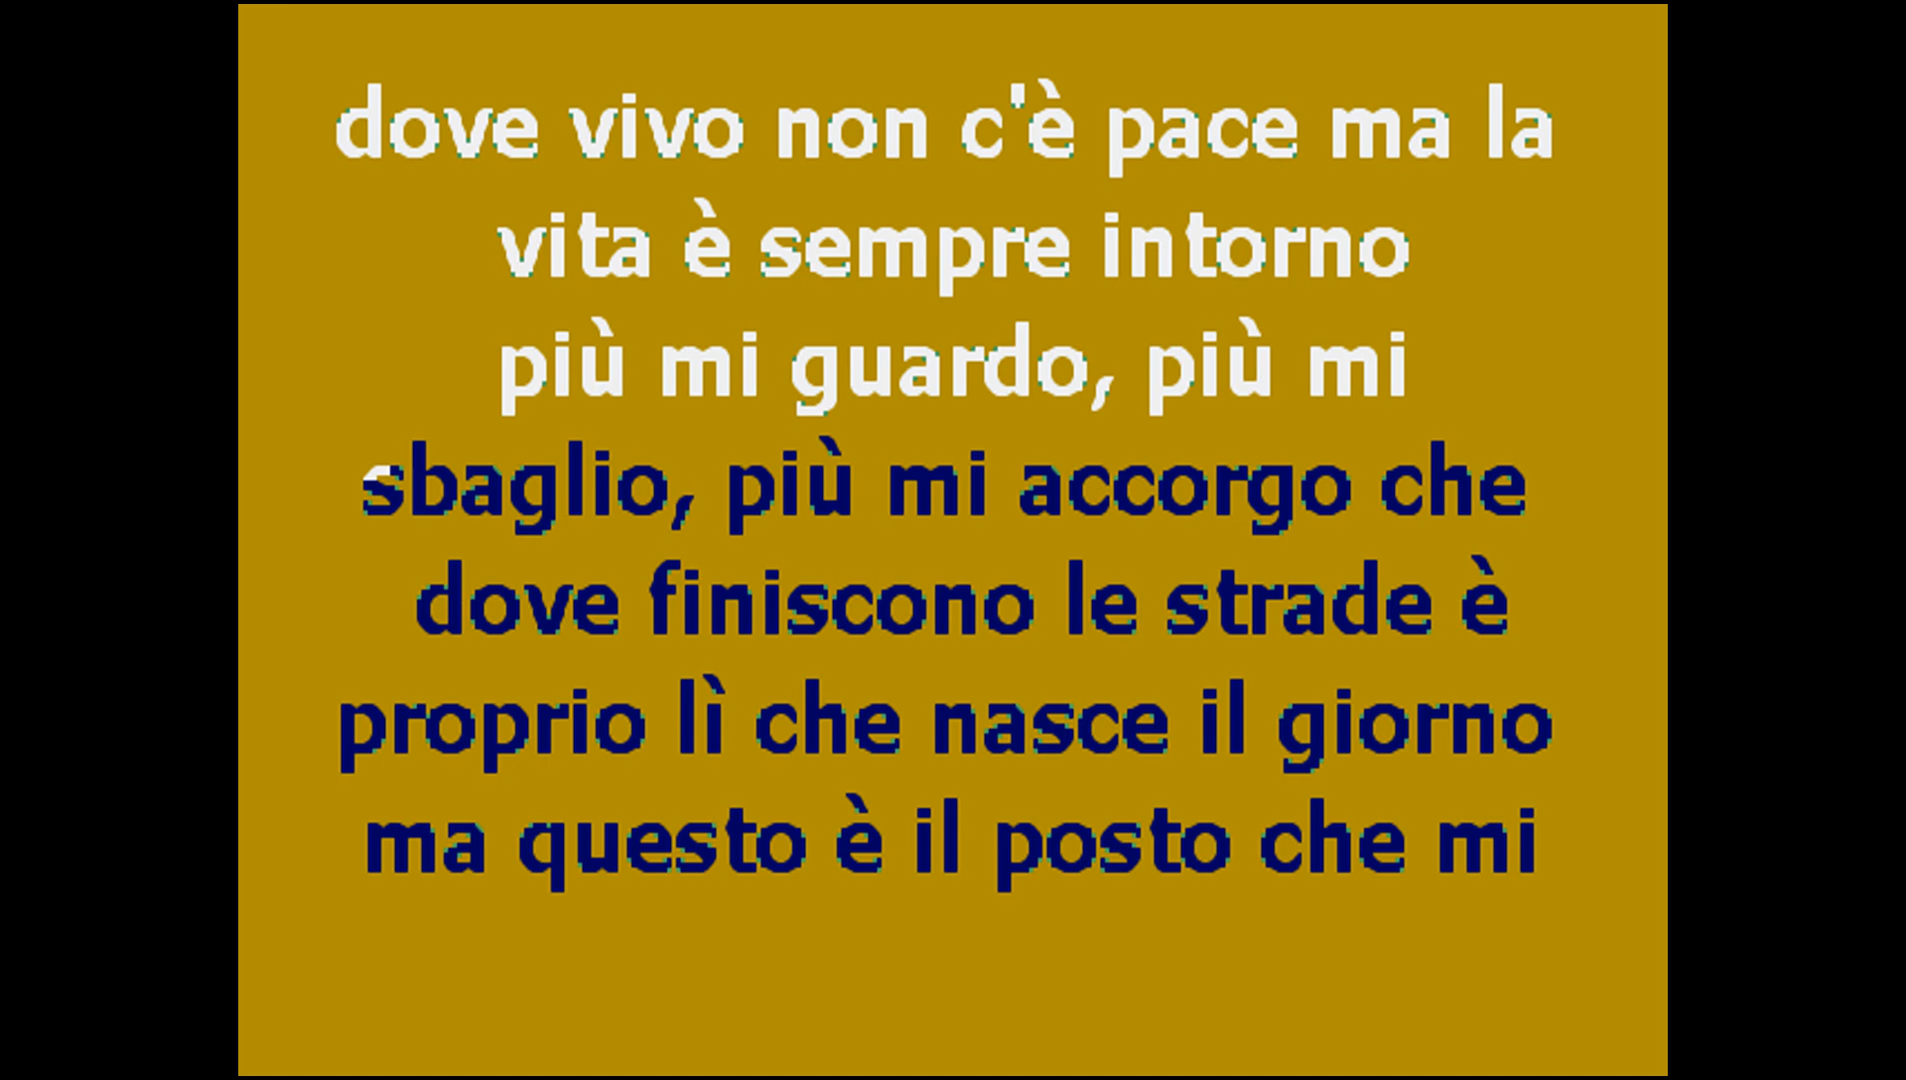 dove vivo non c'è pace ma la
vita è sempre intorno
più mi guardo, più mi
sbaglio, più mi accorgo che
dove finiscono le strade è
proprio lì che nasce il giorno
ma questo è il posto che mi